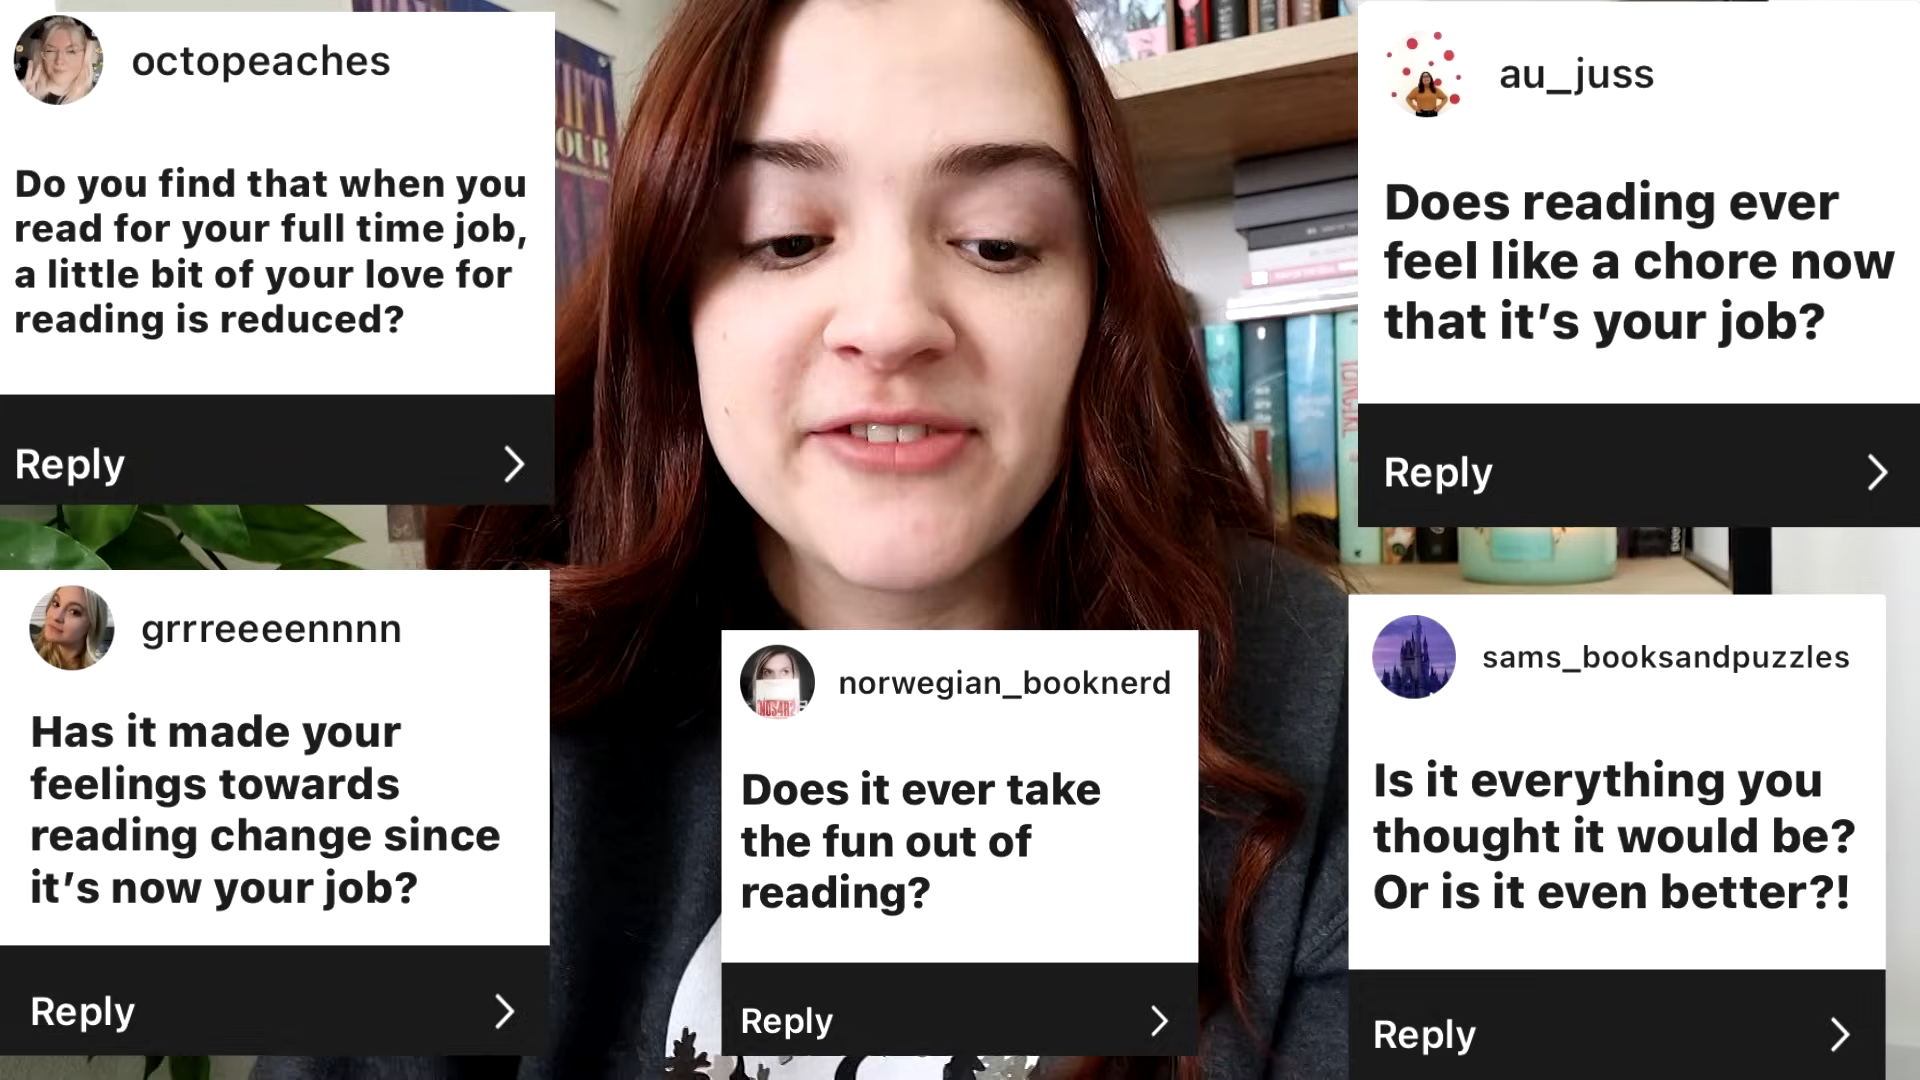 octopeaches
Do you find that when you
read for your full time job,
a little bit of your love for
reading is reduced?
Reply
au_juss
Does reading ever
feel like a chore now
that it's your job?
Reply
grrreeeennnn
Has it made your
feelings towards
reading change since
it's now your job?
Reply
norwegian_booknerd
NOS4R2
Does it ever take
the fun out of
reading?
Reply
sams_booksandpuzzles
Is it everything you
thought it would be?
Or is it even better?!
Reply